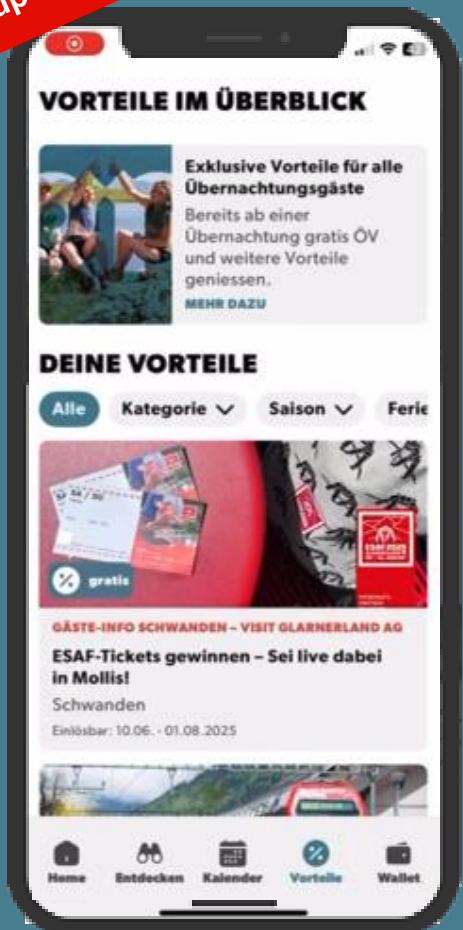 VORTEILE IM ÜBERBLICK
Exklusive Vorteile für alle
Übernachtungsgäste
Bereits ab einer
Übernachtung gratis ÖV
und weitere Vorteile
geniessen.
MEHR DAZU
DEINE VORTEILE
Alle
Kategorie
Saison
Ferie
gratis
GÄSTE-INFO SCHWANDEN – VISIT GLARNERLAND AG
ESAF-Tickets gewinnen – Sei live dabei
in Mollis!
Schwanden
Einlösbar: 10.06. - 01.08.2025
Home
Entdecken
Kalender
Vorteile
Wallet